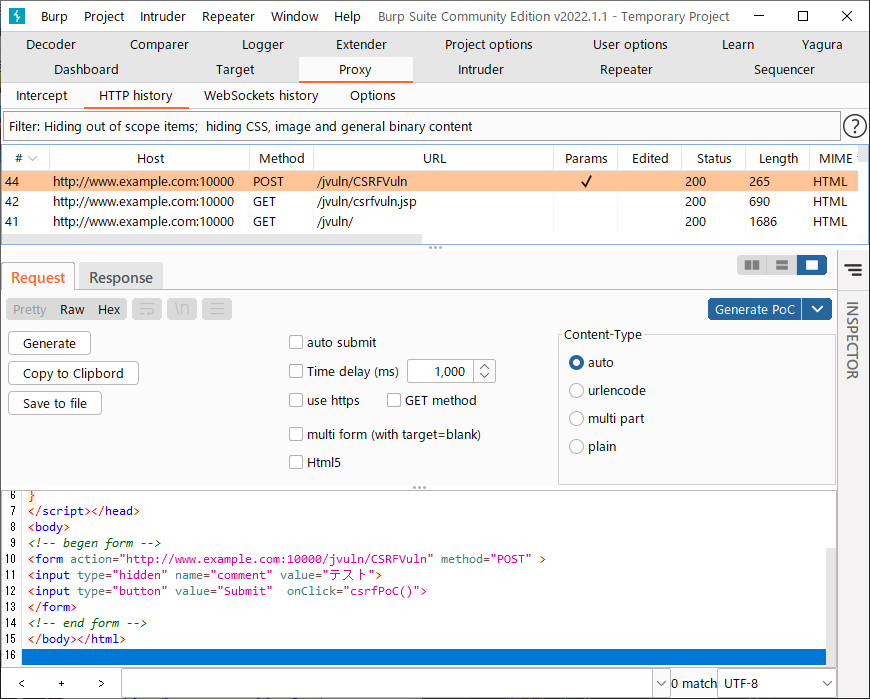 Burp Project Intruder Repeater Window Help Burp Suite Community Edition v2022.1.1 - Temporary Project
Decoder Comparer Logger Extender Project options User options Learn Yagura
Dashboard Target Proxy Intruder Repeater Sequencer
Intercept HTTP history WebSockets history Options
Filter: Hiding out of scope items; hiding CSS, image and general binary content ?
# Host Method URL Params Edited Status Length MIME
44 http://www.example.com:10000 POST /jvuln/CSRFVuln ✓ 200 265 HTML
42 http://www.example.com:10000 GET /jvuln/csrfvuln.jsp 200 690 HTML
41 http://www.example.com:10000 GET /jvuln/ 200 1686 HTML
Request Response
Pretty Raw Hex \n Generate PoC
Generate
Copy to Clipbord
Save to file
auto submit
Time delay (ms) 1,000
use https GET method
multi form (with target=blank)
Html5
Content-Type
auto
urlencode
multi part
plain
INSPECTOR
6 }
7 </script></head>
8 <body>
9 <!-- begen form -->
10 <form action="http://www.example.com:10000/jvuln/CSRFVuln" method="POST" >
11 <input type="hidden" name="comment" value="テスト">
12 <input type="button" value="Submit" onClick="csrfPoC()">
13 </form>
14 <!-- end form -->
15 </body></html>
16
< + > 0 match UTF-8